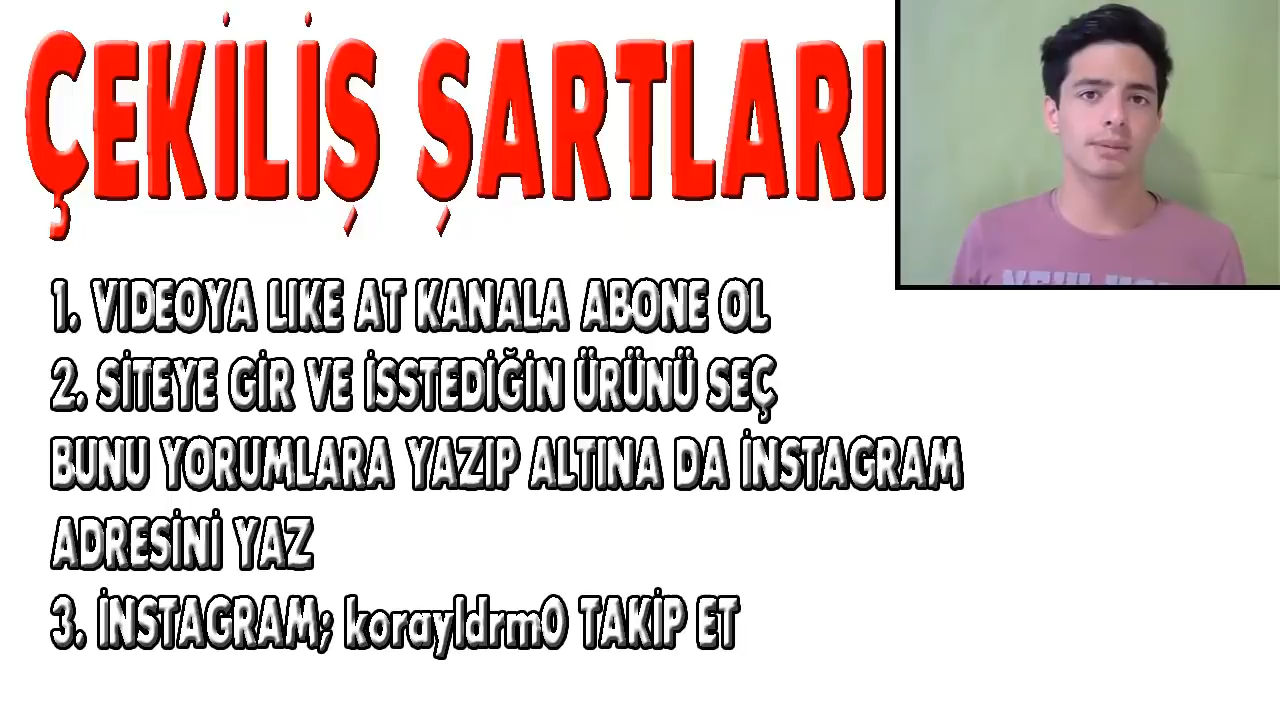 ÇEKİLİŞ ŞARTLARI
1. VIDEOYA LIKE AT KANALA ABONE OL
2. SİTEYE GİR VE İSSTEDİĞİN ÜRÜNÜ SEÇ
BUNU YORUMLARA YAZIP ALTINA DA İNSTAGRAM
ADRESİNİ YAZ
3. İNSTAGRAM; korayldrm0 TAKİP ET